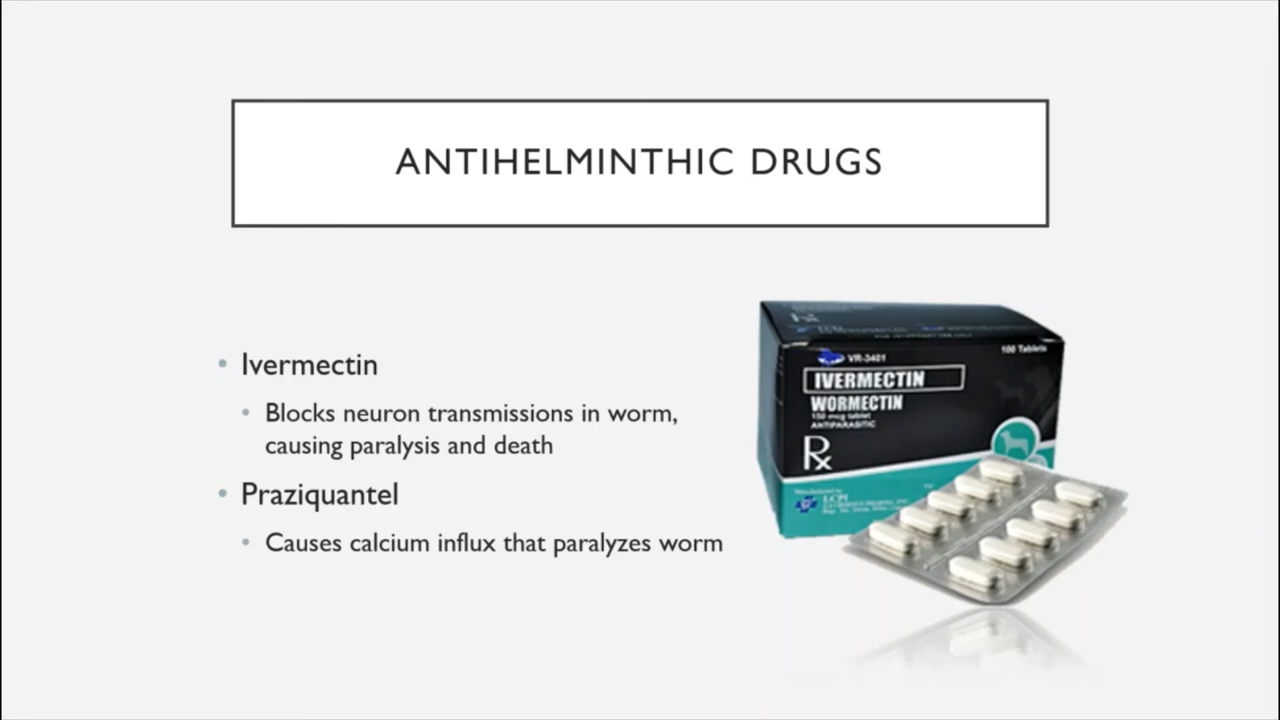 ANTIHELMINTHIC DRUGS
• Ivermectin
• Blocks neuron transmissions in worm,
causing paralysis and death
• Praziquantel
• Causes calcium influx that paralyzes worm
VR-3401
100 Tablets
IVERMECTIN
WORMECTIN
150 mcg tablet
ANTIPARASITIC
Rx
LCPI